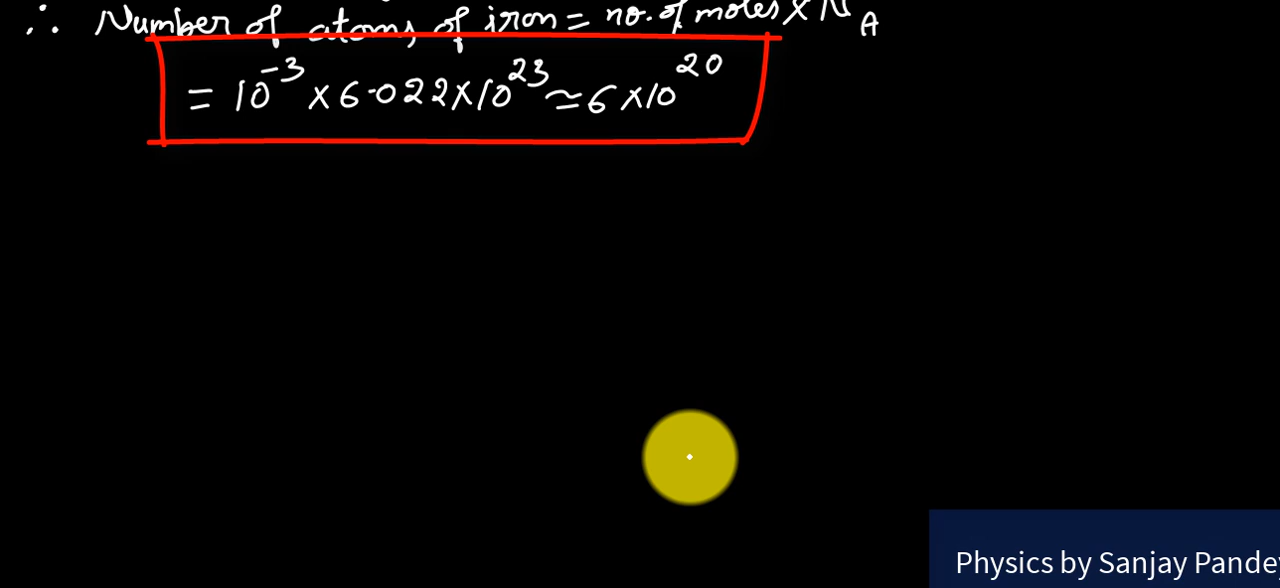 ∴ Number of atoms of iron = no. of moles × N_A
= 10^-3 × 6.022 × 10^23 ≃ 6 × 10^20
Physics by Sanjay Pande